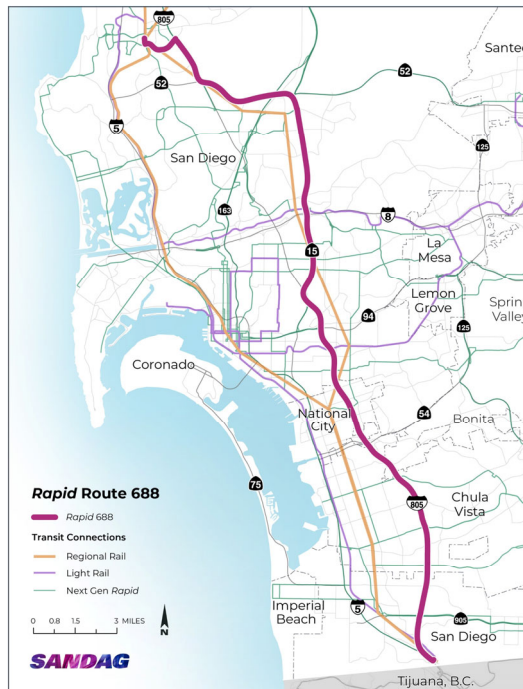 805
Santee
52
52
5
125
San Diego
163
8
La
Mesa
15
Lemon
Grove
Spring
Valley
94
125
Coronado
National
City
54
Bonita
75
Rapid Route 688
Rapid 688
Transit Connections
Regional Rail
Light Rail
Next Gen Rapid
0 0.8 1.5 3 MILES
N
SANDAG
Chula
Vista
805
Imperial
Beach
5
905
San Diego
Tijuana, B.C.